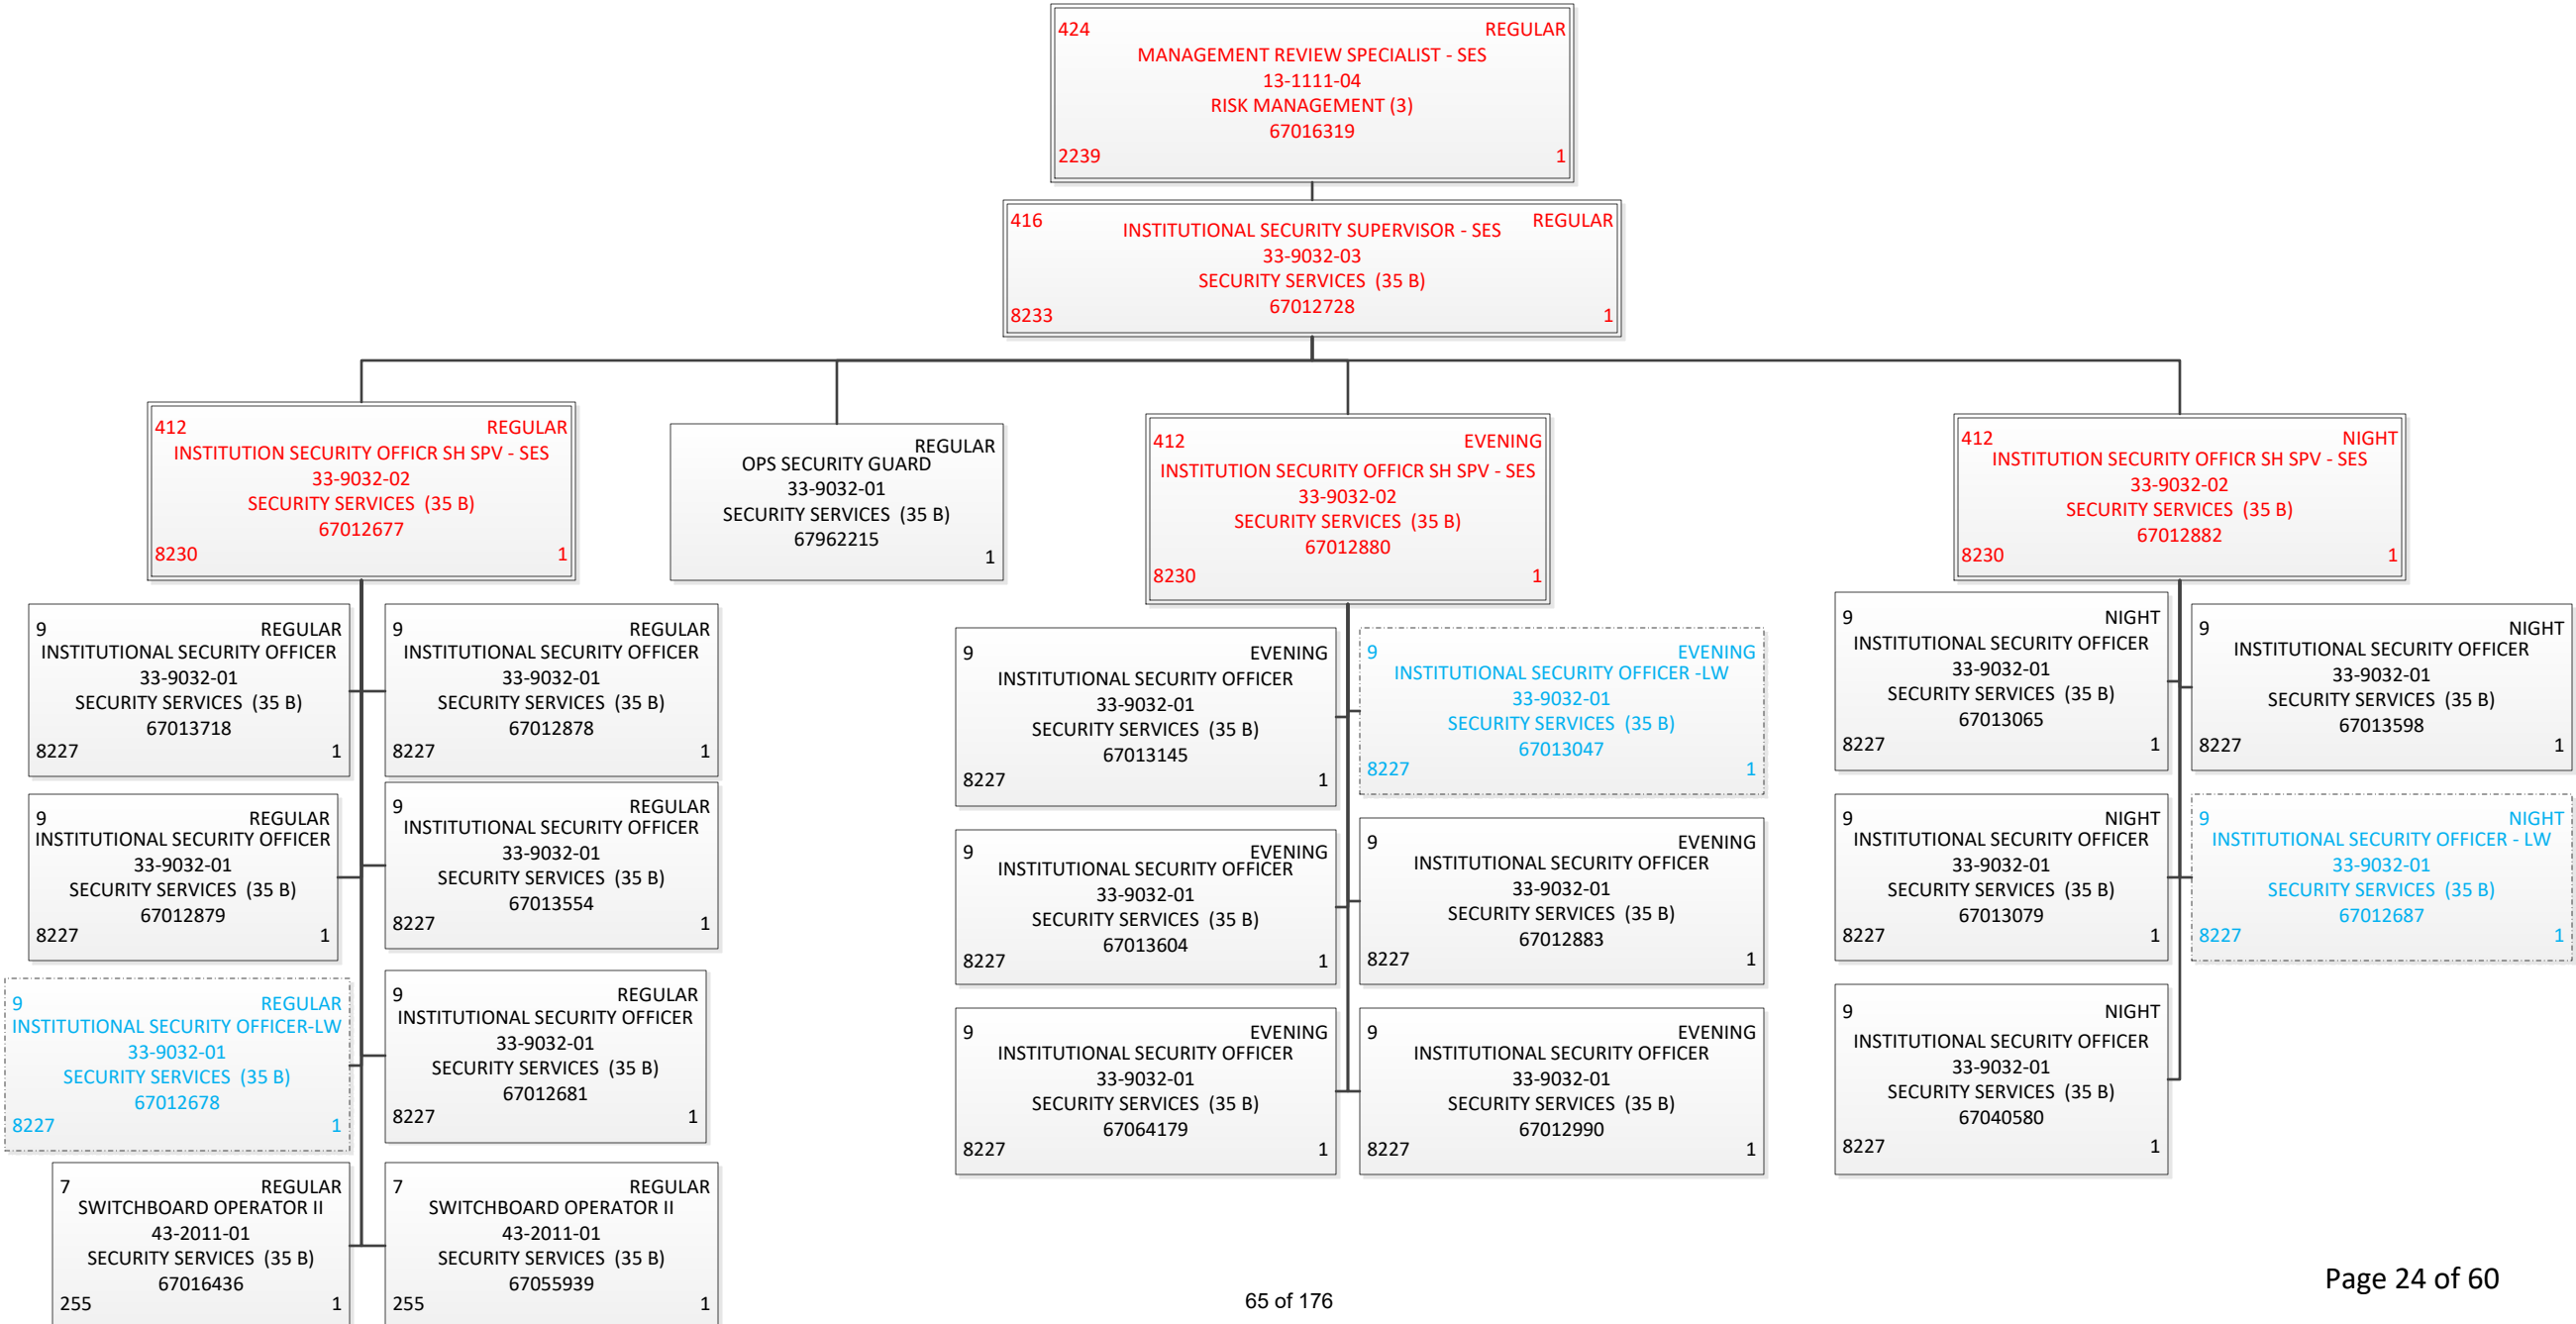 424 REGULAR
MANAGEMENT REVIEW SPECIALIST - SES
13-1111-04
RISK MANAGEMENT (3)
67016319
2239 1
416 REGULAR
INSTITUTIONAL SECURITY SUPERVISOR - SES
33-9032-03
SECURITY SERVICES (35 B)
67012728
8233 1
412 REGULAR
INSTITUTION SECURITY OFFICR SH SPV - SES
33-9032-02
SECURITY SERVICES (35 B)
67012677
8230 1
REGULAR
OPS SECURITY GUARD
33-9032-01
SECURITY SERVICES (35 B)
67962215
1
412 EVENING
INSTITUTION SECURITY OFFICR SH SPV - SES
33-9032-02
SECURITY SERVICES (35 B)
67012880
8230 1
412 NIGHT
INSTITUTION SECURITY OFFICR SH SPV - SES
33-9032-02
SECURITY SERVICES (35 B)
67012882
8230 1
9 REGULAR
INSTITUTIONAL SECURITY OFFICER
33-9032-01
SECURITY SERVICES (35 B)
67013718
8227 1
9 REGULAR
INSTITUTIONAL SECURITY OFFICER
33-9032-01
SECURITY SERVICES (35 B)
67012878
8227 1
9 REGULAR
INSTITUTIONAL SECURITY OFFICER
33-9032-01
SECURITY SERVICES (35 B)
67012879
8227 1
9 REGULAR
INSTITUTIONAL SECURITY OFFICER
33-9032-01
SECURITY SERVICES (35 B)
67013554
8227 1
9 REGULAR
INSTITUTIONAL SECURITY OFFICER-LW
33-9032-01
SECURITY SERVICES (35 B)
67012678
8227 1
9 REGULAR
INSTITUTIONAL SECURITY OFFICER
33-9032-01
SECURITY SERVICES (35 B)
67012681
8227 1
7 REGULAR
SWITCHBOARD OPERATOR II
43-2011-01
SECURITY SERVICES (35 B)
67016436
255 1
7 REGULAR
SWITCHBOARD OPERATOR II
43-2011-01
SECURITY SERVICES (35 B)
67055939
255 1
9 EVENING
INSTITUTIONAL SECURITY OFFICER
33-9032-01
SECURITY SERVICES (35 B)
67013145
8227 1
9 EVENING
INSTITUTIONAL SECURITY OFFICER -LW
33-9032-01
SECURITY SERVICES (35 B)
67013047
8227 1
9 EVENING
INSTITUTIONAL SECURITY OFFICER
33-9032-01
SECURITY SERVICES (35 B)
67013604
8227 1
9 EVENING
INSTITUTIONAL SECURITY OFFICER
33-9032-01
SECURITY SERVICES (35 B)
67012883
8227 1
9 EVENING
INSTITUTIONAL SECURITY OFFICER
33-9032-01
SECURITY SERVICES (35 B)
67064179
8227 1
9 EVENING
INSTITUTIONAL SECURITY OFFICER
33-9032-01
SECURITY SERVICES (35 B)
67012990
8227 1
9 NIGHT
INSTITUTIONAL SECURITY OFFICER
33-9032-01
SECURITY SERVICES (35 B)
67013065
8227 1
9 NIGHT
INSTITUTIONAL SECURITY OFFICER
33-9032-01
SECURITY SERVICES (35 B)
67013598
8227 1
9 NIGHT
INSTITUTIONAL SECURITY OFFICER
33-9032-01
SECURITY SERVICES (35 B)
67013079
8227 1
9 NIGHT
INSTITUTIONAL SECURITY OFFICER - LW
33-9032-01
SECURITY SERVICES (35 B)
67012687
8227 1
9 NIGHT
INSTITUTIONAL SECURITY OFFICER
33-9032-01
SECURITY SERVICES (35 B)
67040580
8227 1
Page 24 of 60
65 of 176